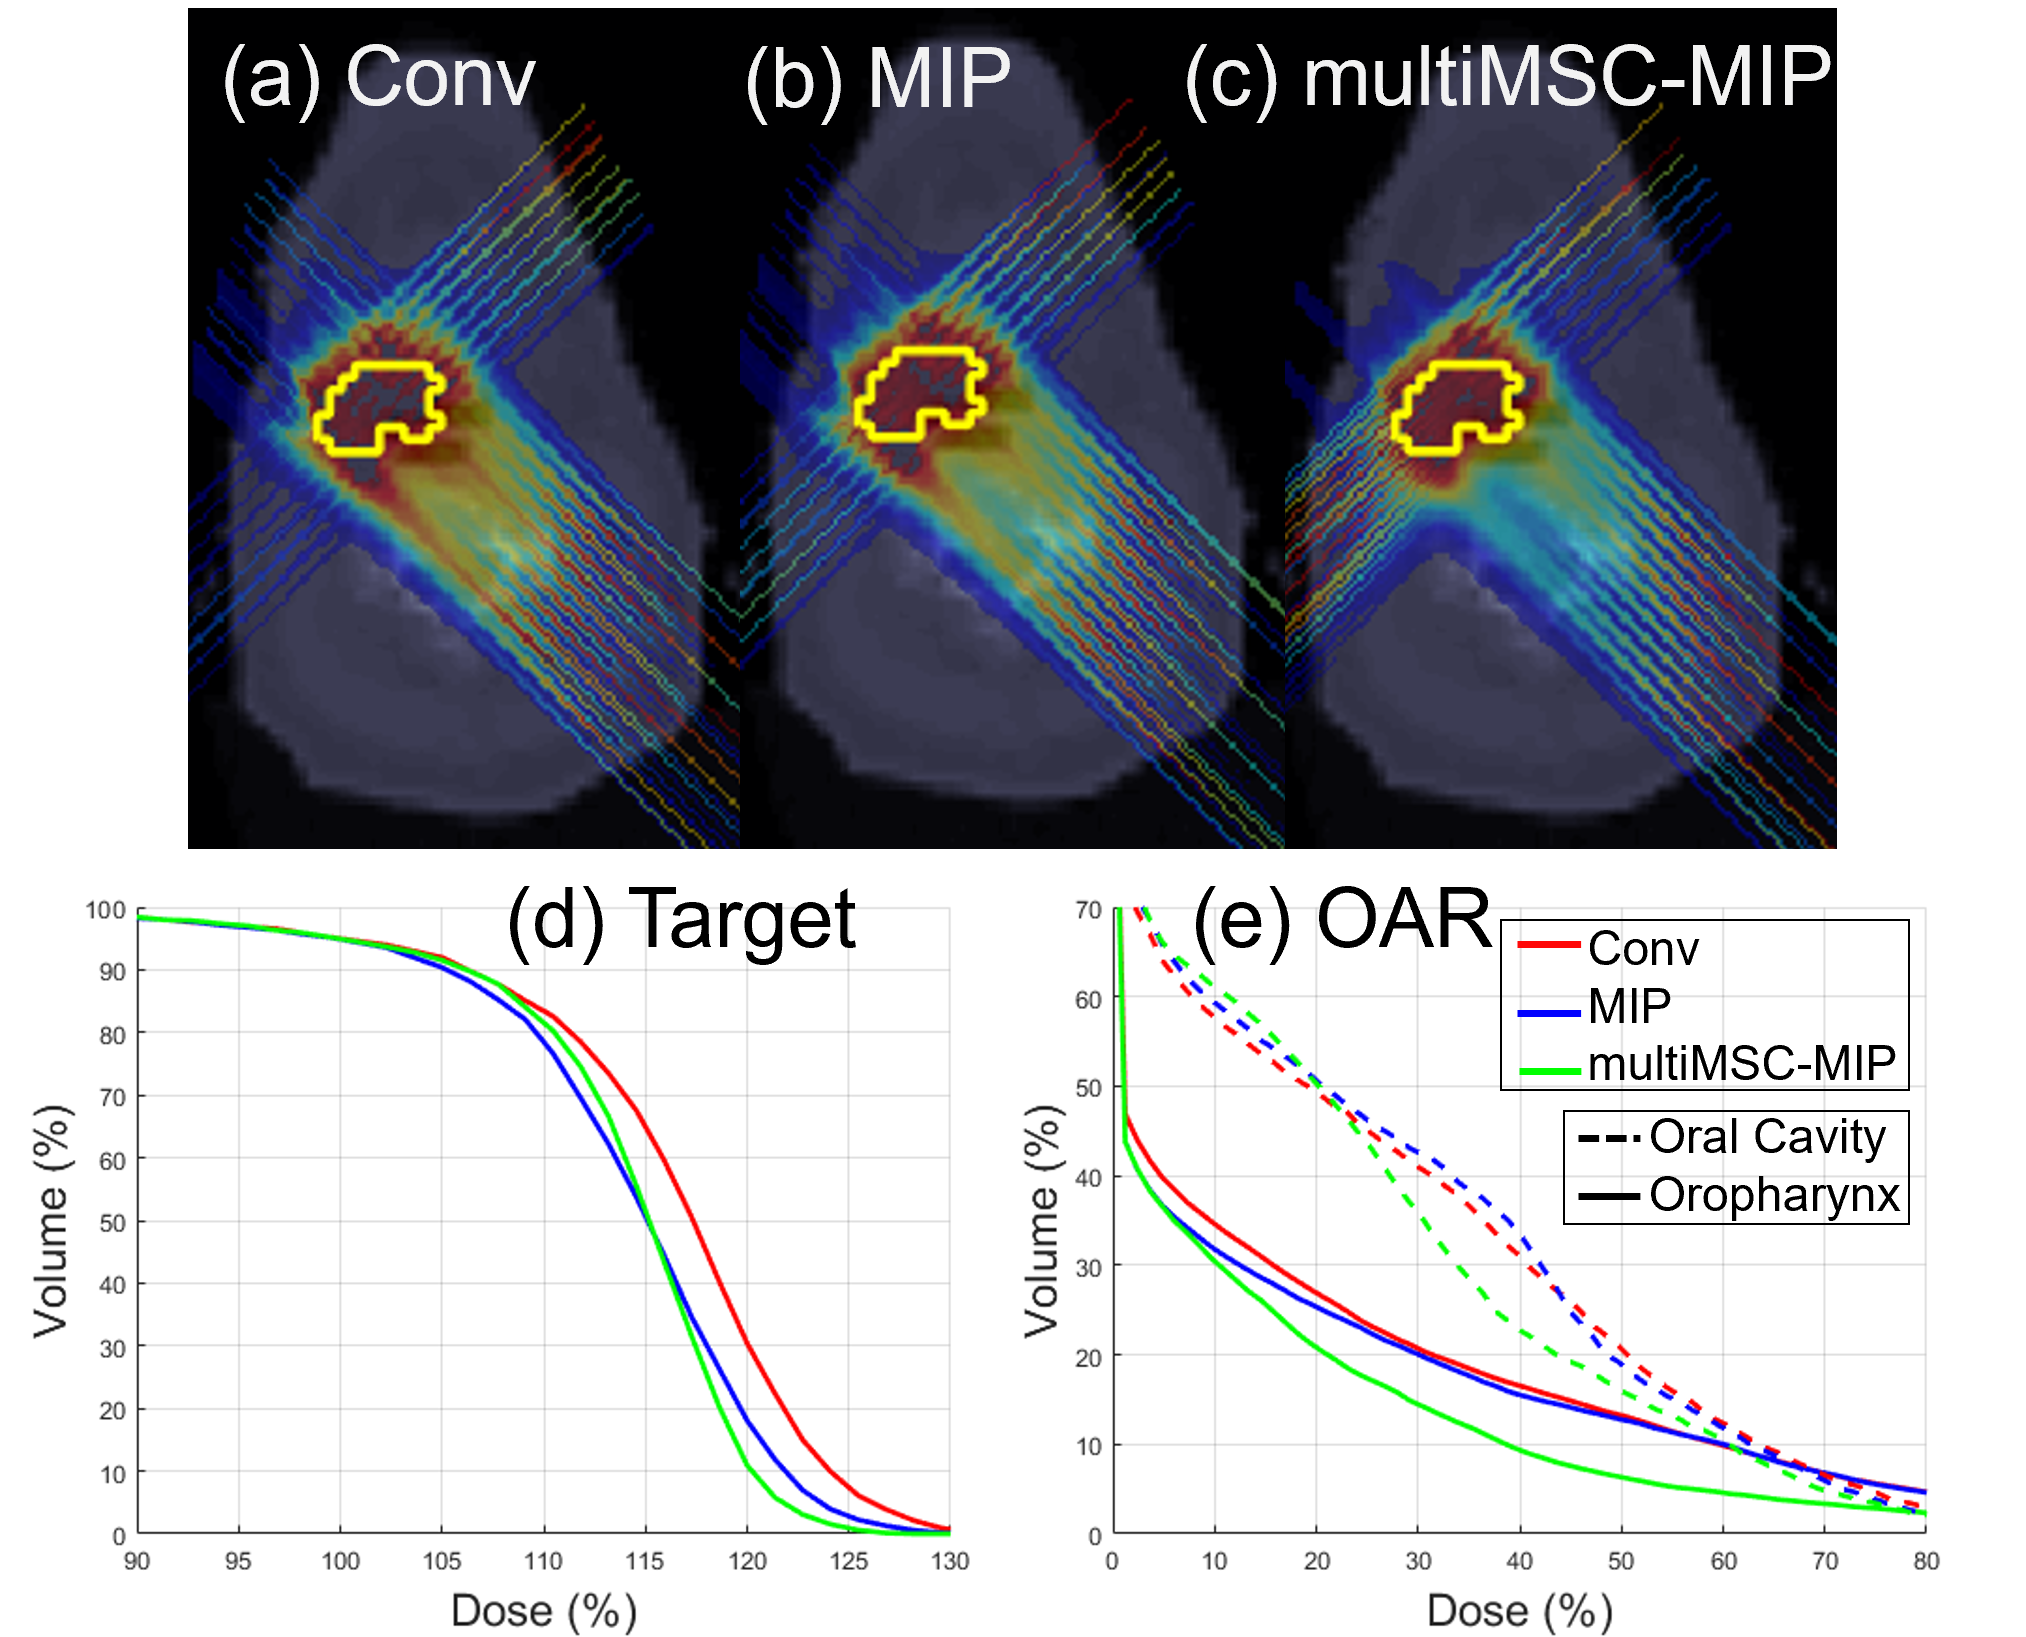 (a) Conv
(b) MIP
(c) multiMSC-MIP
(d) Target
100
90
80
70
60
50
40
30
20
10
0
Volume (%)
90 95 100 105 110 115 120 125 130
Dose (%)
(e) OAR
70
60
50
40
30
20
10
0
Volume (%)
0 10 20 30 40 50 60 70 80
Dose (%)
Conv
MIP
multiMSC-MIP
Oral Cavity
Oropharynx